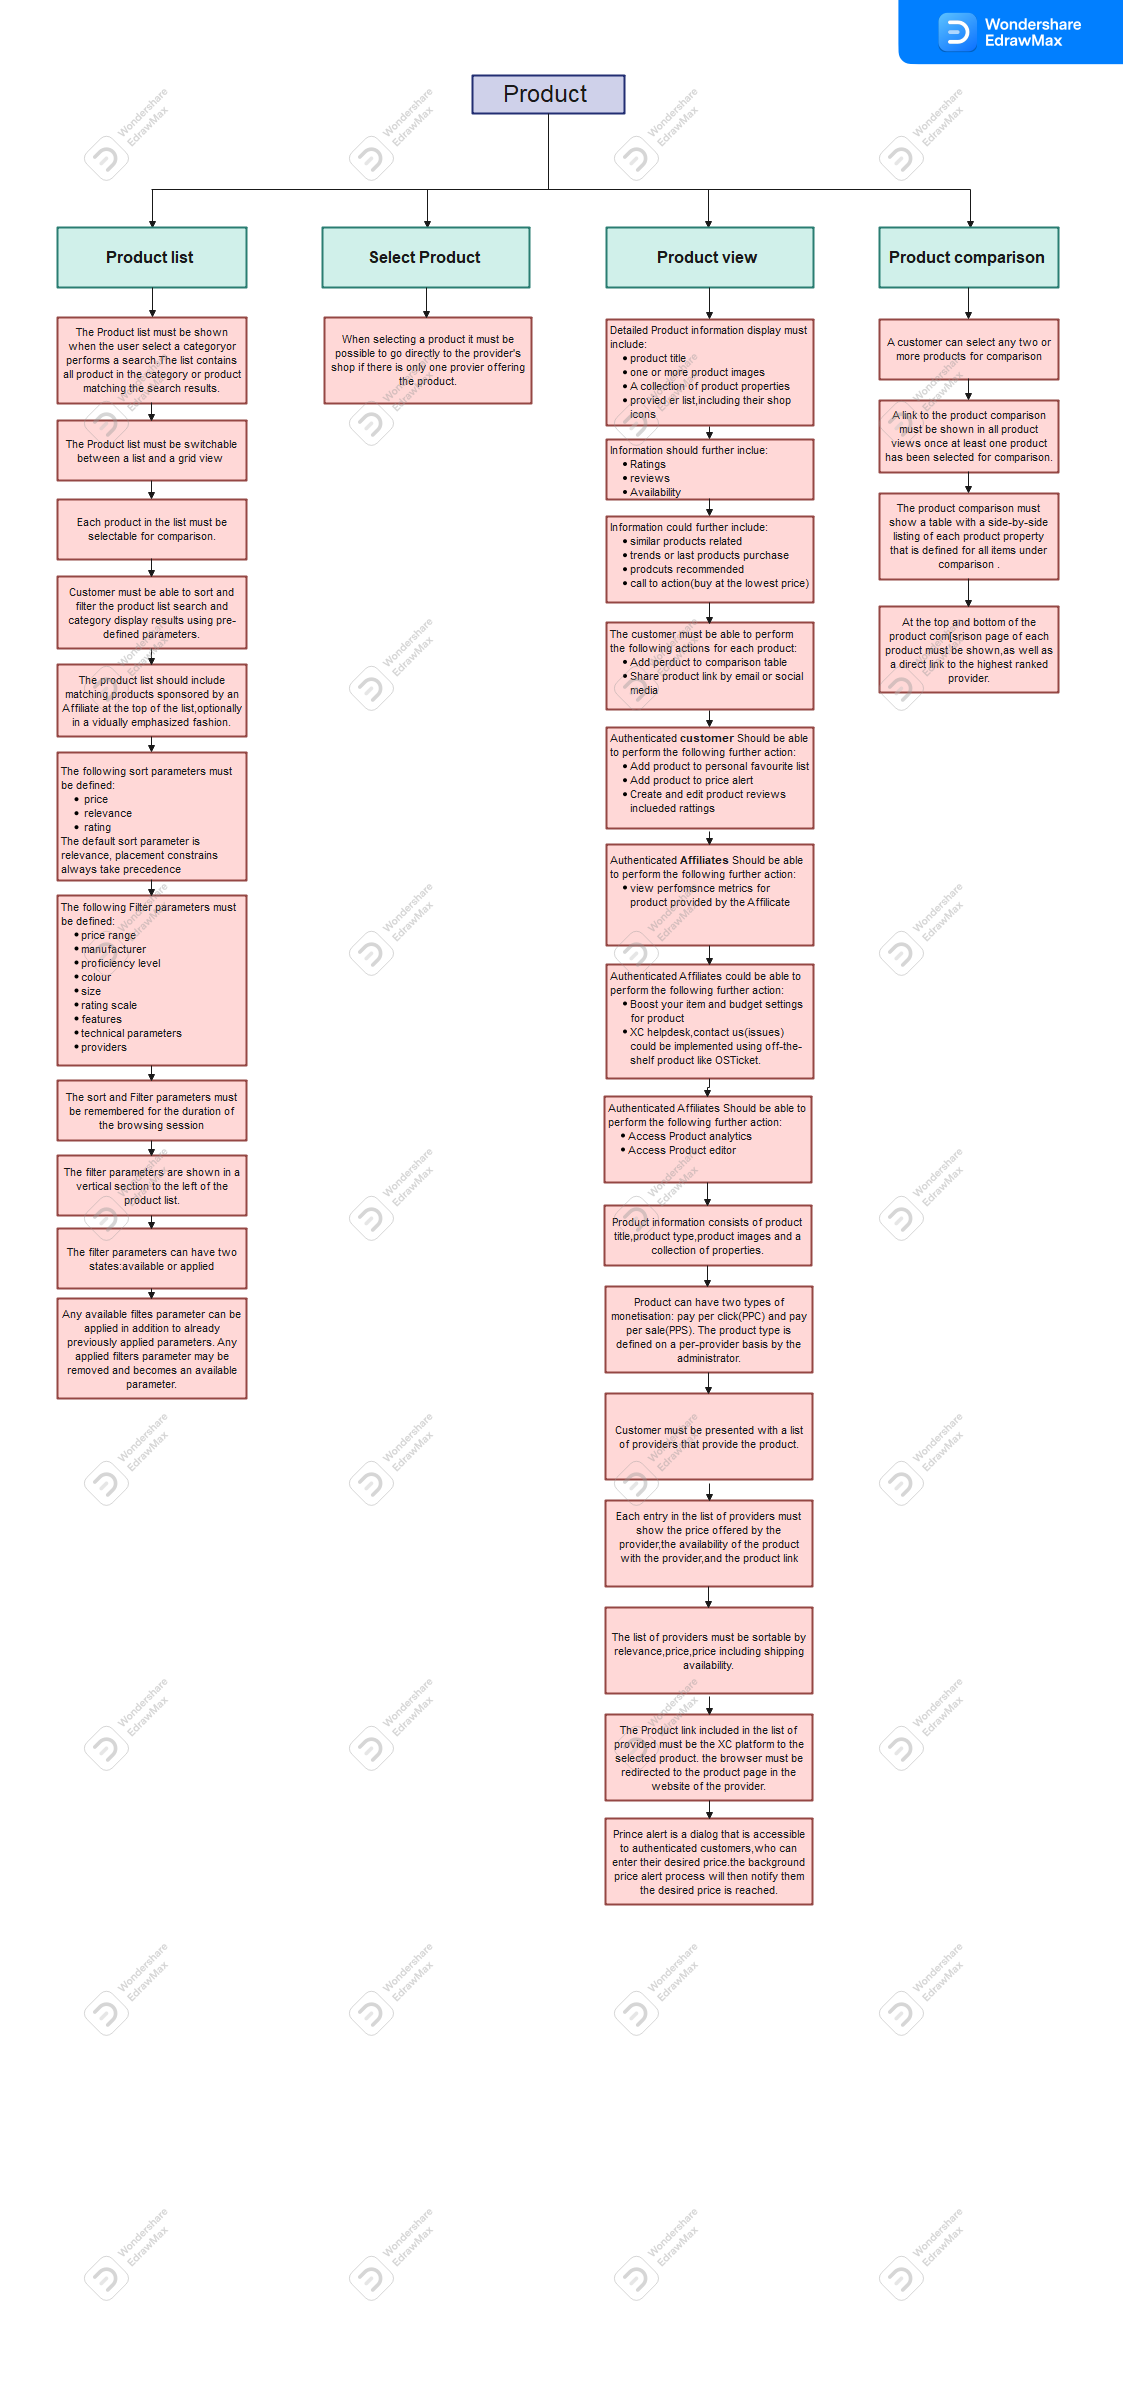 Wondershare
EdrawMax
Product
Product list
The Product list must be shown
when the user select a categoryor
performs a search.The list contains
all product in the category or product
matching the search results.
The Product list must be switchable
between a list and a grid view
Each product in the list must be
selectable for comparison.
Customer must be able to sort and
filter the product list search and
category display results using pre-
defined parameters.
The product list should include
matching products sponsored by an
Affiliate at the top of the list,optionally
in a vidually emphasized fashion.
The following sort parameters must
be defined:
• price
• relevance
• rating
The default sort parameter is
relevance, placement constrains
always take precedence
The following Filter parameters must
be defined:
• price range
• manufacturer
• proficiency level
• colour
• size
• rating scale
• features
• technical parameters
• providers
The sort and Filter parameters must
be remembered for the duration of
the browsing session
The filter parameters are shown in a
vertical section to the left of the
product list.
The filter parameters can have two
states:available or applied
Any available filtes parameter can be
applied in addition to already
previously applied parameters. Any
applied filters parameter may be
removed and becomes an available
parameter.
Select Product
When selecting a product it must be
possible to go directly to the provider's
shop if there is only one provier offering
the product.
Product view
Detailed Product information display must
include:
• product title
• one or more product images
• A collection of product properties
• provied er list,including their shop
icons
Information should further inclue:
• Ratings
• reviews
• Availability
Information could further include:
• similar products related
• trends or last products purchase
• prodcuts recommended
• call to action(buy at the lowest price)
The customer must be able to perform
the following actions for each product:
• Add perduct to comparison table
• Share product link by email or social
media
Authenticated customer Should be able
to perform the following further action:
• Add product to personal favourite list
• Add product to price alert
• Create and edit product reviews
inclueded rattings
Authenticated Affiliates Should be able
to perform the following further action:
• view perfomance metrics for
product provided by the Affilicate
Authenticated Affiliates could be able to
perform the following further action:
• Boost your item and budget settings
for product
• XC helpdesk,contact us(issues)
could be implemented using off-the-
shelf product like OSTicket.
Authenticated Affiliates Should be able to
perform the following further action:
• Access Product analytics
• Access Product editor
Product information consists of product
title,product type,product images and a
collection of properties.
Product can have two types of
monetisation: pay per click(PPC) and pay
per sale(PPS). The product type is
defined on a per-provider basis by the
administrator.
Customer must be presented with a list
of providers that provide the product.
Each entry in the list of providers must
show the price offered by the
provider,the availability of the product
with the provider,and the product link
The list of providers must be sortable by
relevance,price,price including shipping
availability.
The Product link included in the list of
provided must be the XC platform to the
selected product. the browser must be
redirected to the product page in the
website of the provider.
Prince alert is a dialog that is accessible
to authenticated customers,who can
enter their desired price.the background
price alert process will then notify them
the desired price is reached.
Product comparison
A customer can select any two or
more products for comparison
A link to the product comparison
must be shown in all product
views once at least one product
has been selected for comparison.
The product comparison must
show a table with a side-by-side
listing of each product property
that is defined for all items under
comparison .
At the top and bottom of the
product com[srison page of each
product must be shown,as well as
a direct link to the highest ranked
provider.